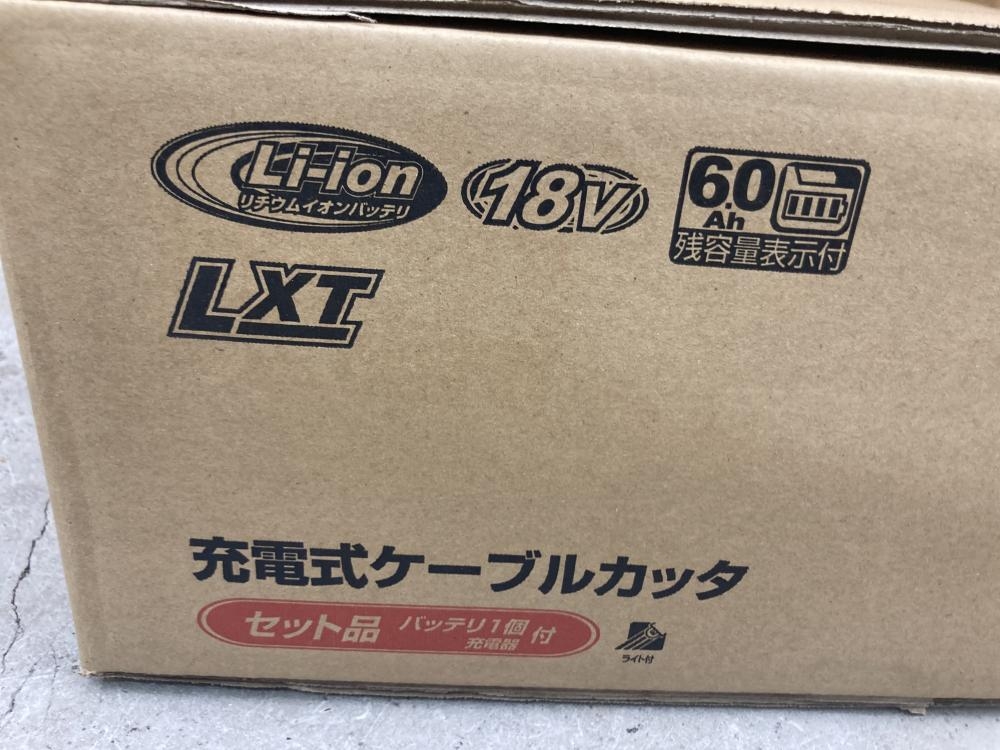 Li-ion
リチウムイオンバッテリ
18V
6.0
Ah
残容量表示付
LXT
充電式ケーブルカッタ
セット品 バッテリ1個 充電器 付
ライト付